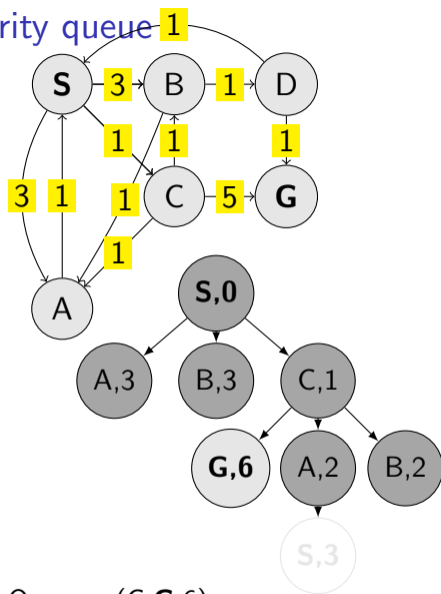 rity queue 1
S 3 B 1 D
1 1 1
3 1 1 C 5 G
1
A
S,0
A,3 B,3 C,1
G,6 A,2 B,2
S,3